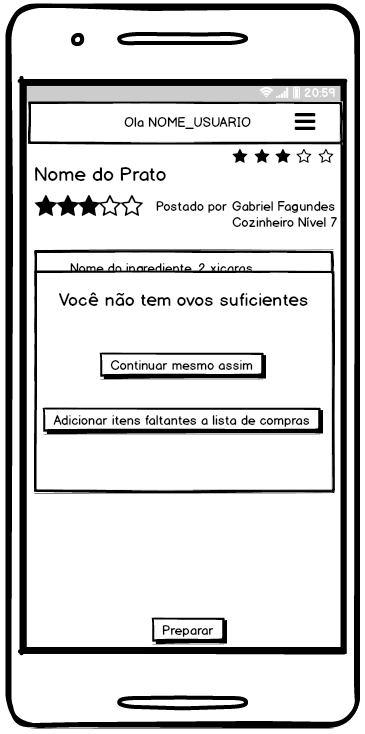 20:59
Ola NOME_USUARIO
Nome do Prato
Postado por Gabriel Fagundes
Cozinheiro Nível 7
Nome do ingrediente, 2 xicaras
Você não tem ovos suficientes
Continuar mesmo assim
Adicionar itens faltantes a lista de compras
Preparar